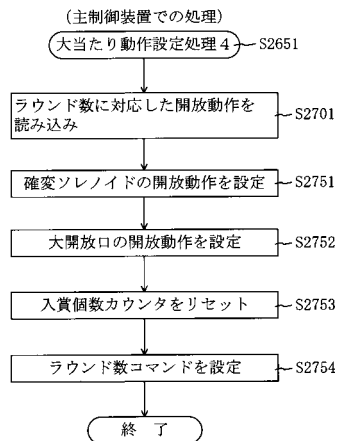 (主制御装置での処理)
大当たり動作設定処理4 S2651
ラウンド数に対応した開放動作を
読み込み S2701
確変ソレノイドの開放動作を設定 S2751
大開放口の開放動作を設定 S2752
入賞個数カウンタをリセット S2753
ラウンド数コマンドを設定 S2754
終了